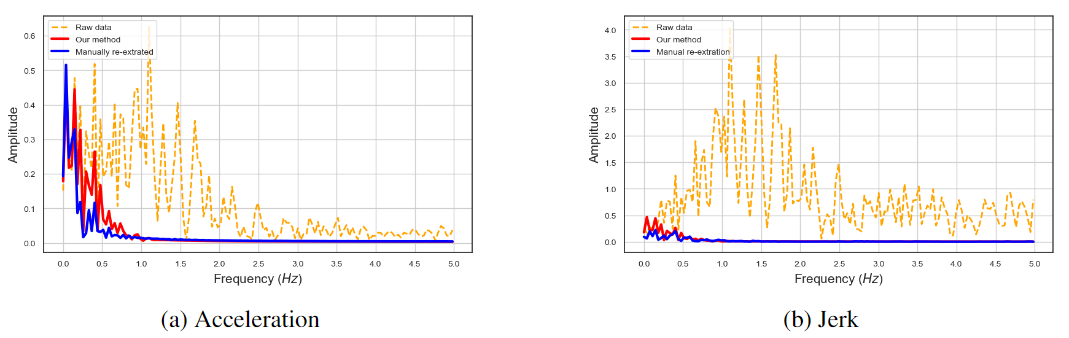 Raw data
Our method
Manually re-extrated
0.6
0.5
0.4
0.3
0.2
0.1
0.0
Amplitude
0.0 0.5 1.0 1.5 2.0 2.5 3.0 3.5 4.0 4.5 5.0
Frequency (Hz)
(a) Acceleration
Raw data
Our method
Manual re-extration
4.0
3.5
3.0
2.5
2.0
1.5
1.0
0.5
0.0
Amplitude
0.0 0.5 1.0 1.5 2.0 2.5 3.0 3.5 4.0 4.5 5.0
Frequency (Hz)
(b) Jerk